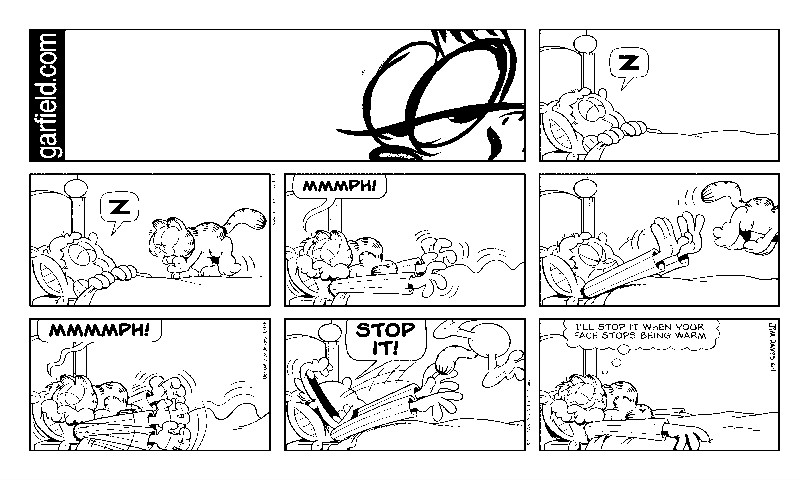 garfield.com
Z
Z
MMMPH!
MMMMPH!
STOP
IT!
I'LL STOP IT WHEN YOUR
FACE STOPS BEING WARM